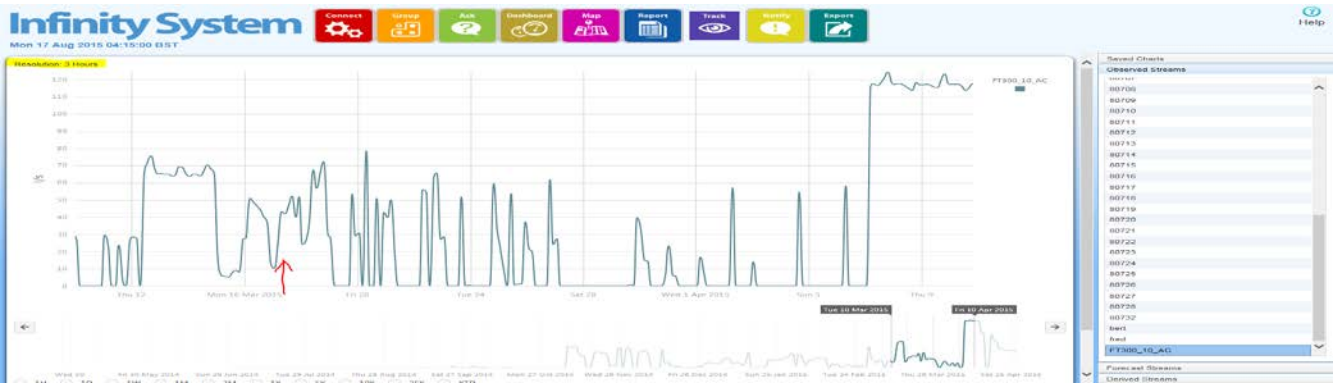 Infinity System
Connect
Group
Ack
Dashboard
Map
Report
Track
Notify
Export
Help
Mon 17 Aug 2015 04:15:00 BST
Resolution: 3 Hours
Saved Charts
Observed Streams
FT300_10_AC
120
110
100
90
80
70
60
50
40
30
20
10
0
l/s
Thu 12
Mon 16 Mar 2015
Fri 20
Tue 24
Sat 28
Wed 1 Apr 2015
Sun 5
Thu 9
Tue 10 Mar 2015
Fri 10 Apr 2015
80708
80709
80710
80711
80712
80713
80714
80715
80716
80717
80718
80719
80720
80721
80722
80723
80724
80725
80726
80727
80728
80732
bert
fred
FT300_10_AC
Forecast Streams
Derived Streams